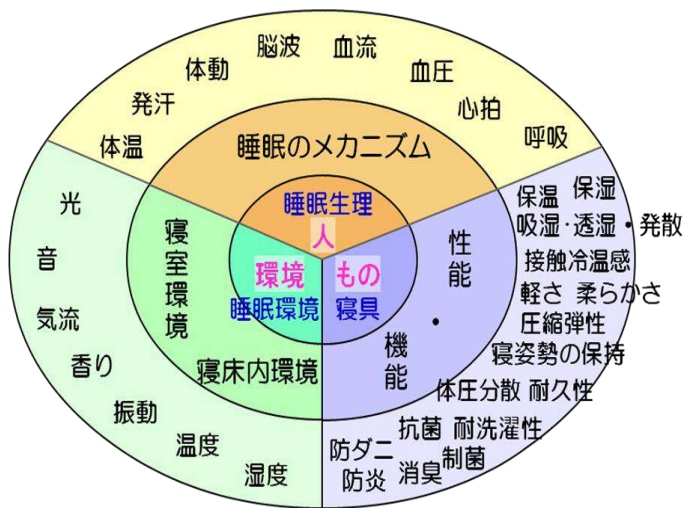 脳波
血流
体動
血圧
発汗
心拍
体温
呼吸
睡眠のメカニズム
睡眠生理
人
環境
もの
睡眠環境
寝具
寝室環境
寝床内環境
性能
・
機能
光
音
気流
香り
振動
温度
湿度
保温 保湿
吸湿・透湿・発散
接触冷温感
軽さ 柔らかさ
圧縮弾性
寝姿勢の保持
体圧分散 耐久性
抗菌 耐洗濯性
防ダニ
制菌
防炎 消臭